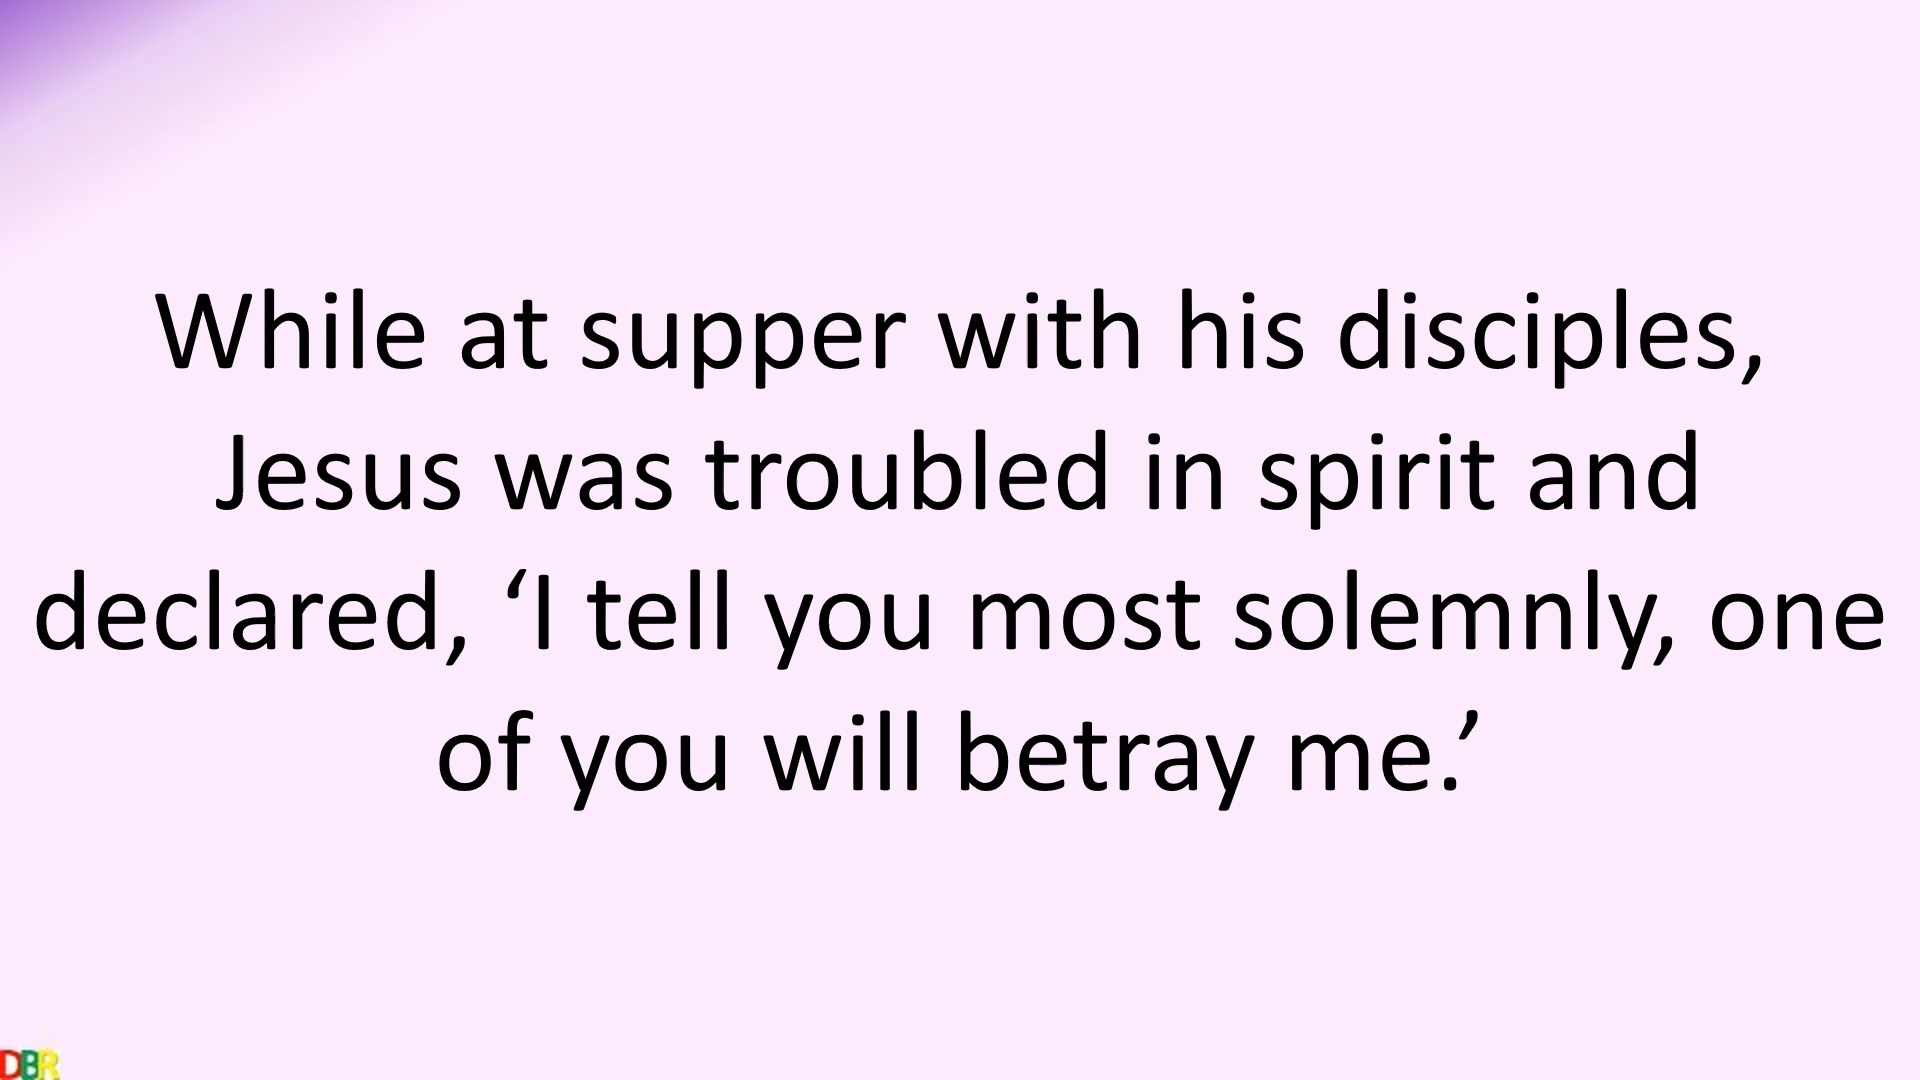 While at supper with his disciples,
Jesus was troubled in spirit and
declared, ‘I tell you most solemnly, one
of you will betray me.’
DBR